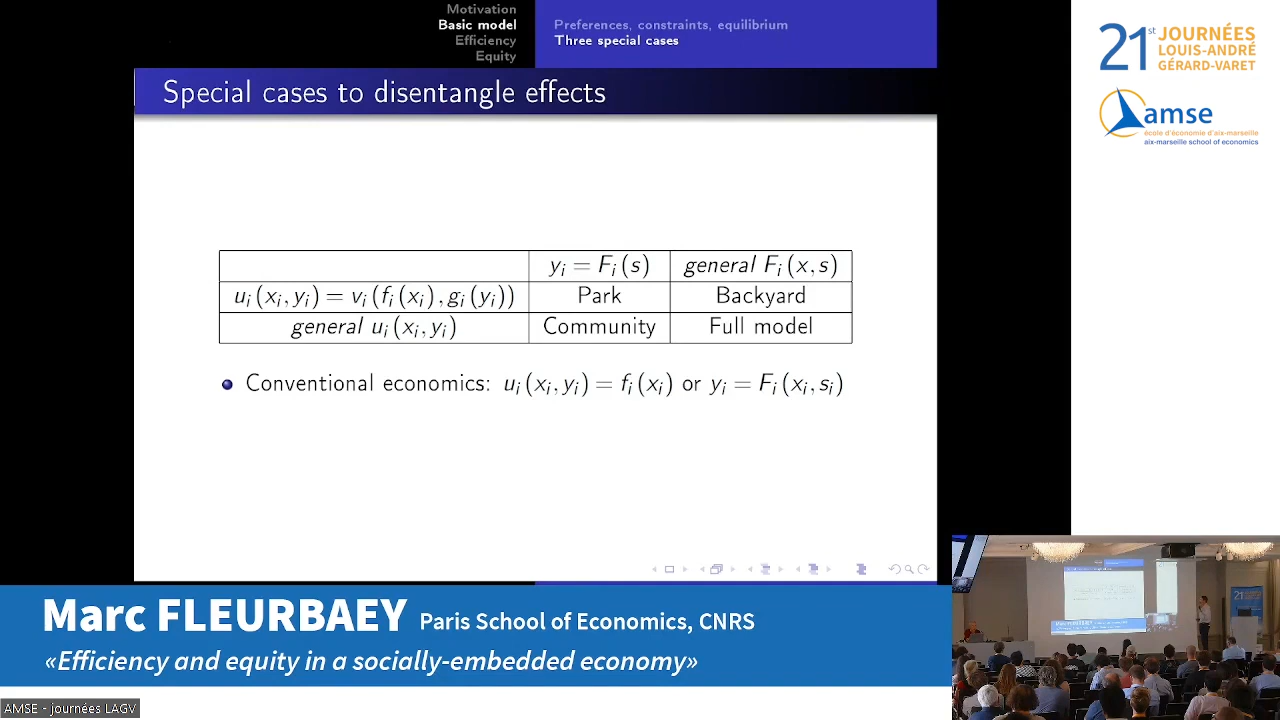 Motivation
Basic model
Efficiency
Equity
Preferences, constraints, equilibrium
Three special cases
Special cases to disentangle effects
yᵢ = Fᵢ(s) general Fᵢ(x,s)
uᵢ(xᵢ,yᵢ) = vᵢ(fᵢ(xᵢ),gᵢ(yᵢ)) Park Backyard
general uᵢ(xᵢ,yᵢ) Community Full model
Conventional economics: uᵢ(xᵢ,yᵢ) = fᵢ(xᵢ) or yᵢ = Fᵢ(xᵢ,sᵢ)
21st JOURNÉES
LOUIS-ANDRÉ
GÉRARD-VARET
amse
école d'économie d'aix-marseille
aix-marseille school of economics
Marc FLEURBAEY Paris School of Economics, CNRS
«Efficiency and equity in a socially-embedded economy»
AMSE - journées LAGV